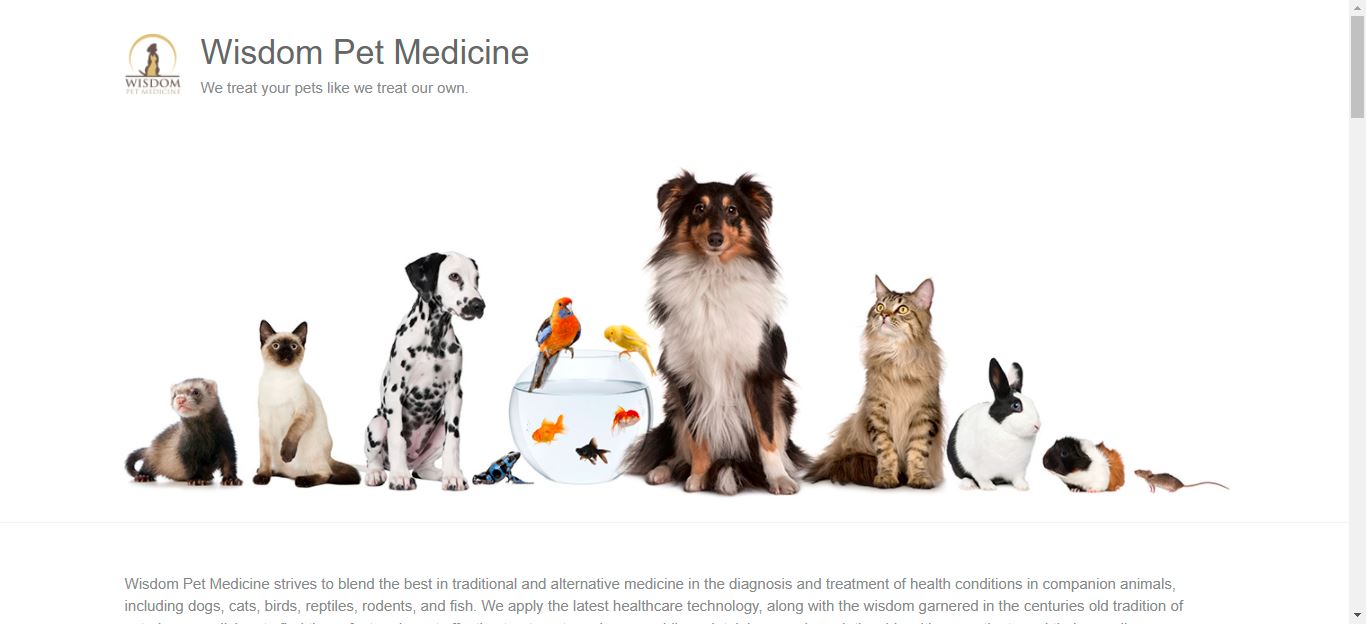 WISDOM
PET MEDICINE
Wisdom Pet Medicine
We treat your pets like we treat our own.
Wisdom Pet Medicine strives to blend the best in traditional and alternative medicine in the diagnosis and treatment of health conditions in companion animals,
including dogs, cats, birds, reptiles, rodents, and fish. We apply the latest healthcare technology, along with the wisdom garnered in the centuries old tradition of